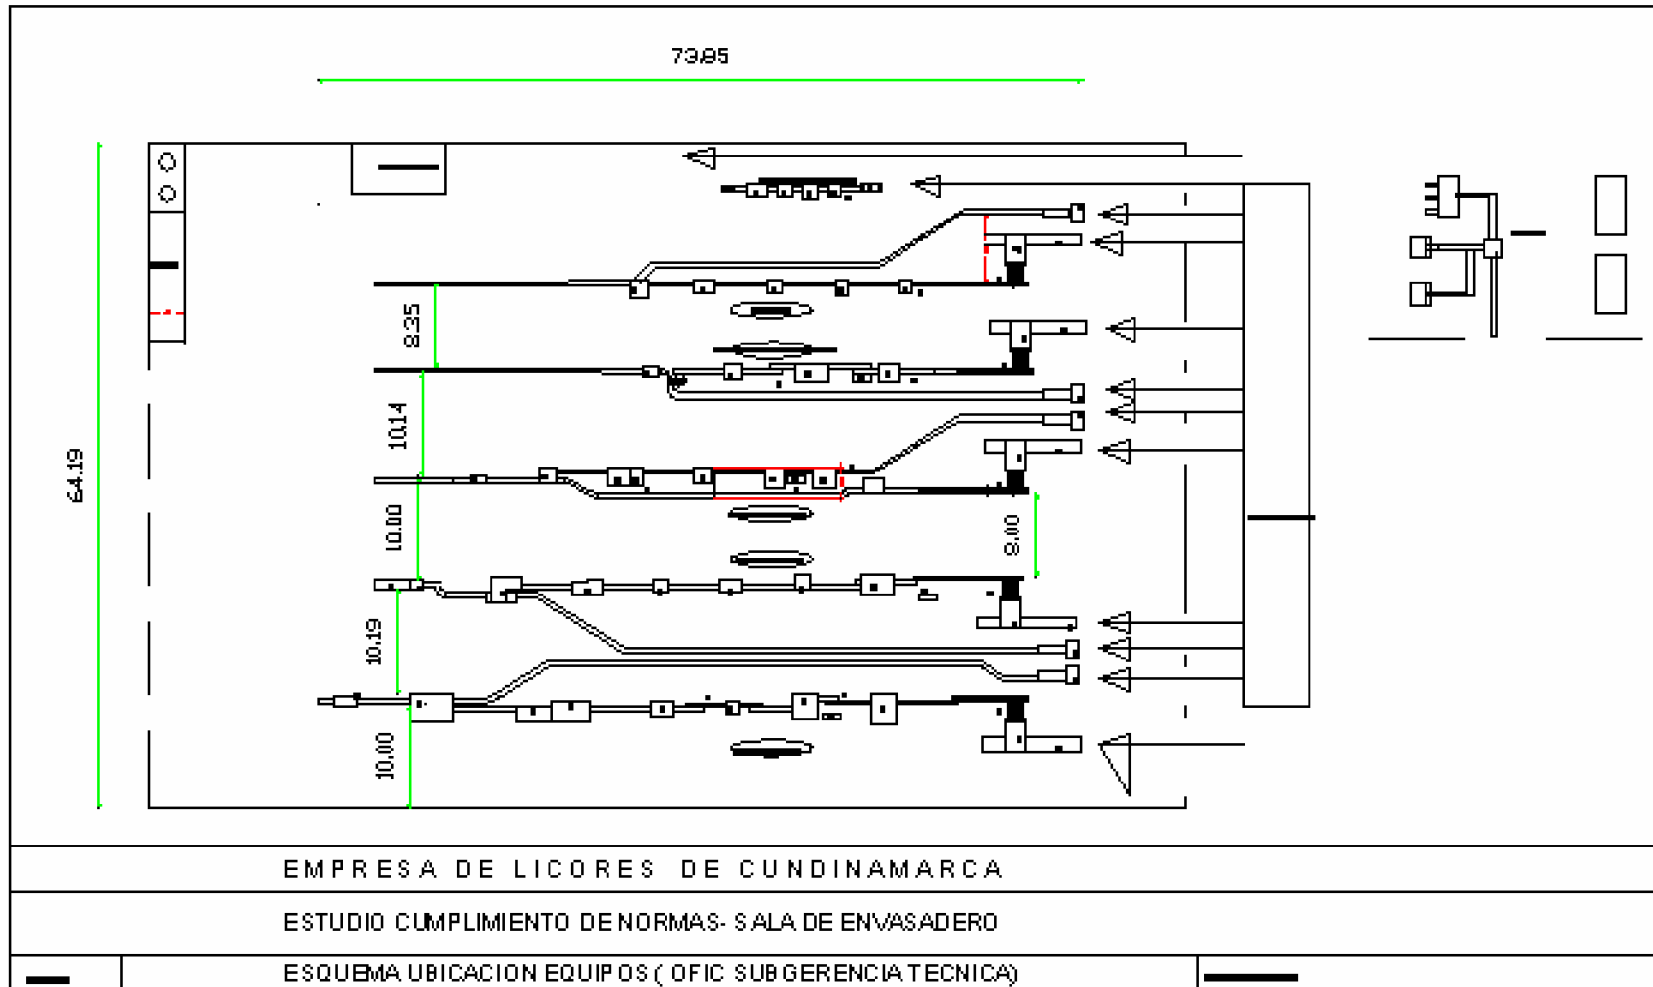 73.85
64.19
8.35
10.14
10.00
8.00
10.19
10.00
EMPRESA DE LICORES DE CUNDINAMARCA
ESTUDIO CUMPLIMIENTO DE NORMAS- SALA DE ENVASADERO
ESQUEMA UBICACION EQUIPOS ( OFIC SUBGERENCIA TECNICA)